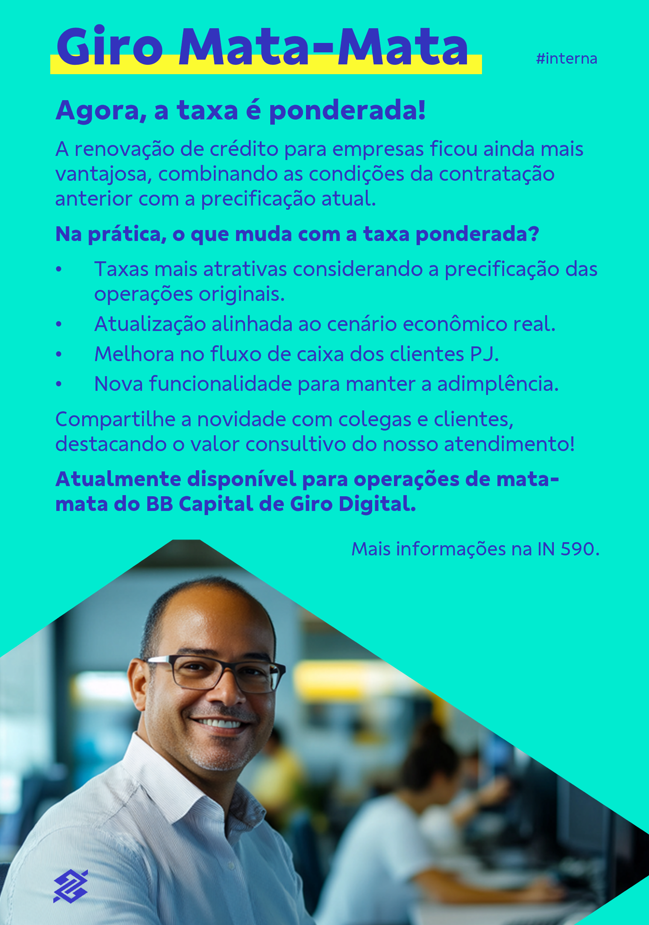 Giro Mata-Mata
#interna
Agora, a taxa é ponderada!
A renovação de crédito para empresas ficou ainda mais
vantajosa, combinando as condições da contratação
anterior com a precificação atual.
Na prática, o que muda com a taxa ponderada?
• Taxas mais atrativas considerando a precificação das
operações originais.
• Atualização alinhada ao cenário econômico real.
• Melhora no fluxo de caixa dos clientes PJ.
• Nova funcionalidade para manter a adimplência.
Compartilhe a novidade com colegas e clientes,
destacando o valor consultivo do nosso atendimento!
Atualmente disponível para operações de mata-
mata do BB Capital de Giro Digital.
Mais informações na IN 590.